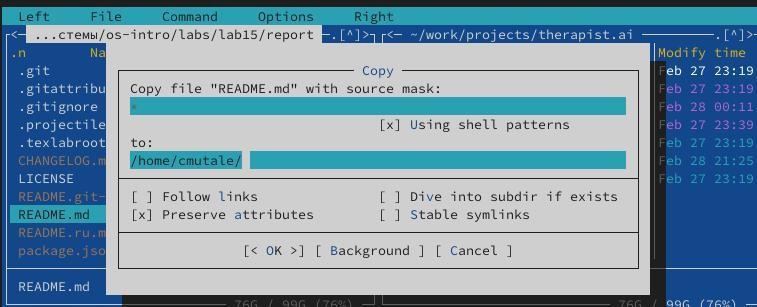 Left File Command Options Right
...стемы/os-intro/labs/lab15/report .[^]> ~/work/projects/therapist.ai .[^]>
.n Na Modify time
.git Feb 27 23:19
.gitattribu Feb 27 23:19
.gitignore Feb 28 00:11
.projectile Feb 27 23:39
.texlabroot Feb 27 23:19
CHANGELOG.m Feb 28 21:25
LICENSE Feb 27 23:19
README.git-
README.md
README.ru.m
package.jso
README.md
76G / 99G (76%) 76G / 99G (76%)
Copy
Copy file "README.md" with source mask:
*
[x] Using shell patterns
to:
/home/cmutale/
[ ] Follow links [ ] Dive into subdir if exists
[x] Preserve attributes [ ] Stable symlinks
[< OK >] [ Background ] [ Cancel ]